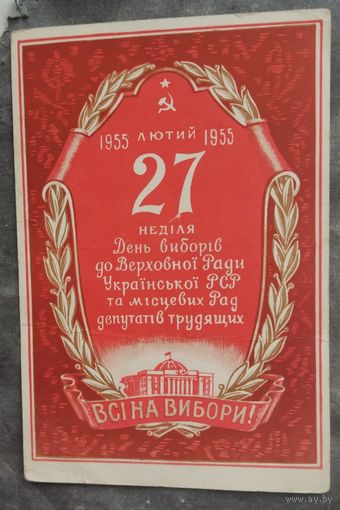 1955 ЛЮТИЙ 1955
27
НЕДІЛЯ
День виборів
до Верховної Ради
Української РСР
та місцевих Рад
депутатів трудящих
ВСІ НА ВИБОРИ!
ay.by